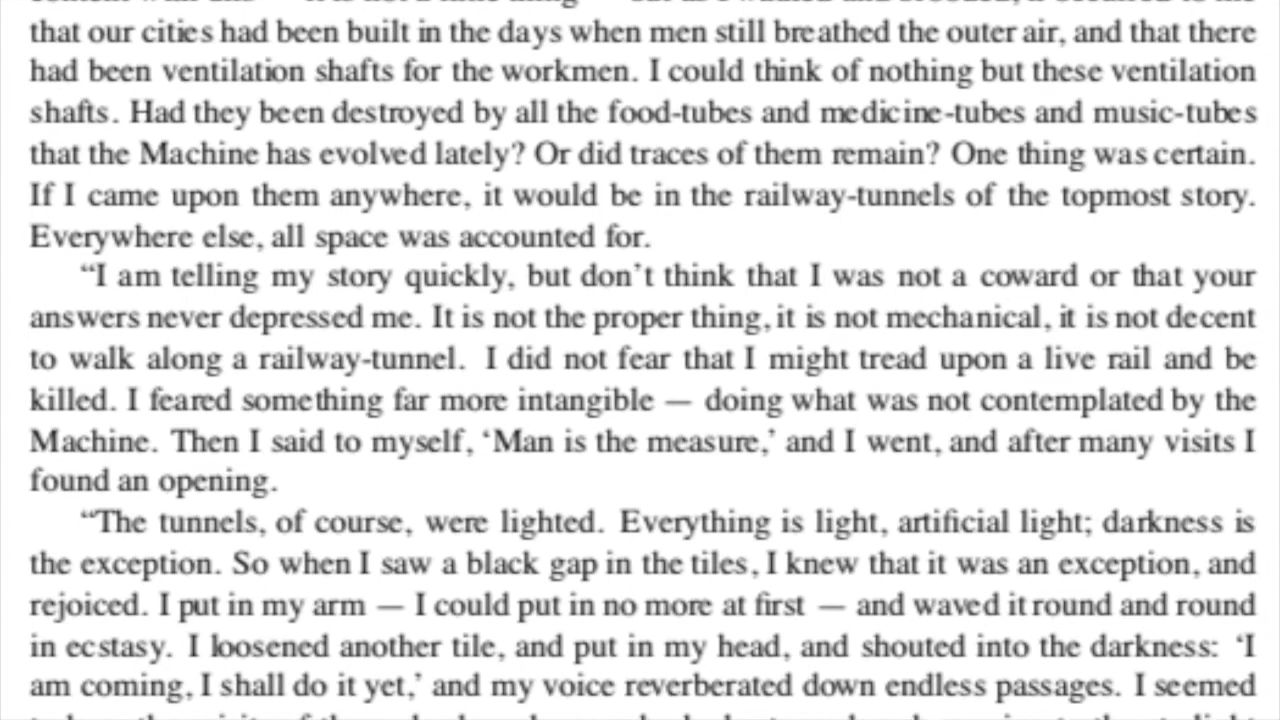 that our cities had been built in the days when men still breathed the outer air, and that there
had been ventilation shafts for the workmen. I could think of nothing but these ventilation
shafts. Had they been destroyed by all the food-tubes and medicine-tubes and music-tubes
that the Machine has evolved lately? Or did traces of them remain? One thing was certain.
If I came upon them anywhere, it would be in the railway-tunnels of the topmost story.
Everywhere else, all space was accounted for.
“I am telling my story quickly, but don’t think that I was not a coward or that your
answers never depressed me. It is not the proper thing, it is not mechanical, it is not decent
to walk along a railway-tunnel. I did not fear that I might tread upon a live rail and be
killed. I feared something far more intangible — doing what was not contemplated by the
Machine. Then I said to myself, ‘Man is the measure,’ and I went, and after many visits I
found an opening.
“The tunnels, of course, were lighted. Everything is light, artificial light; darkness is
the exception. So when I saw a black gap in the tiles, I knew that it was an exception, and
rejoiced. I put in my arm — I could put in no more at first — and waved it round and round
in ecstasy. I loosened another tile, and put in my head, and shouted into the darkness: ‘I
am coming, I shall do it yet,’ and my voice reverberated down endless passages. I seemed